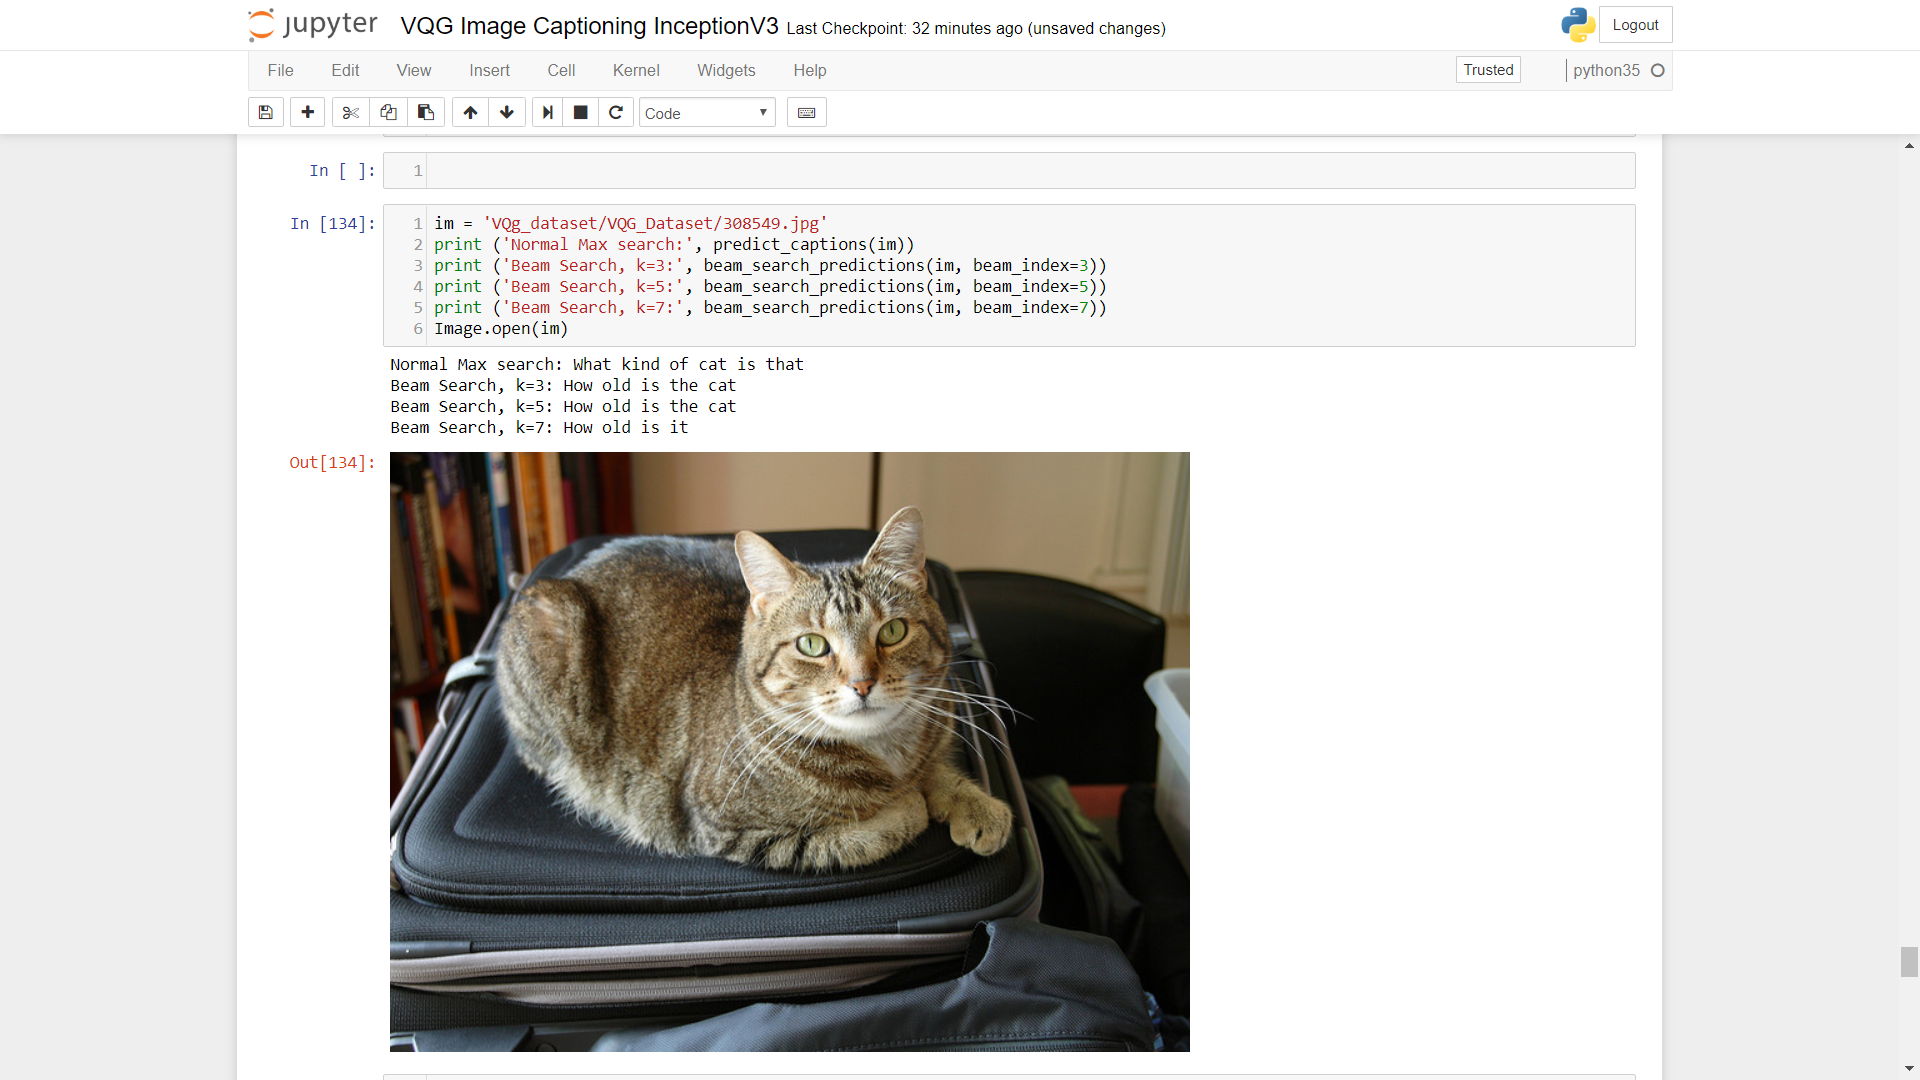 jupyter VQG Image Captioning InceptionV3 Last Checkpoint: 32 minutes ago (unsaved changes) Logout
File Edit View Insert Cell Kernel Widgets Help Trusted python35
Code
In [ ]: 1
In [134]: 1 im = 'VQg_dataset/VQG_Dataset/308549.jpg'
2 print ('Normal Max search:', predict_captions(im))
3 print ('Beam Search, k=3:', beam_search_predictions(im, beam_index=3))
4 print ('Beam Search, k=5:', beam_search_predictions(im, beam_index=5))
5 print ('Beam Search, k=7:', beam_search_predictions(im, beam_index=7))
6 Image.open(im)
Normal Max search: What kind of cat is that
Beam Search, k=3: How old is the cat
Beam Search, k=5: How old is the cat
Beam Search, k=7: How old is it
Out[134]: